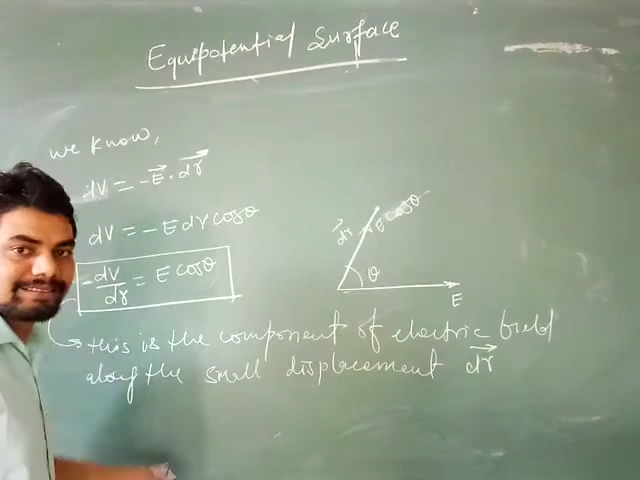 Equipotential Surface
we know,
dV = -E⃗ · dr⃗
dV = -E dr cosθ
-dV/dr = E cosθ
dr⃗
E cosθ
θ
E
→ this is the component of electric field
along the small displacement dr⃗